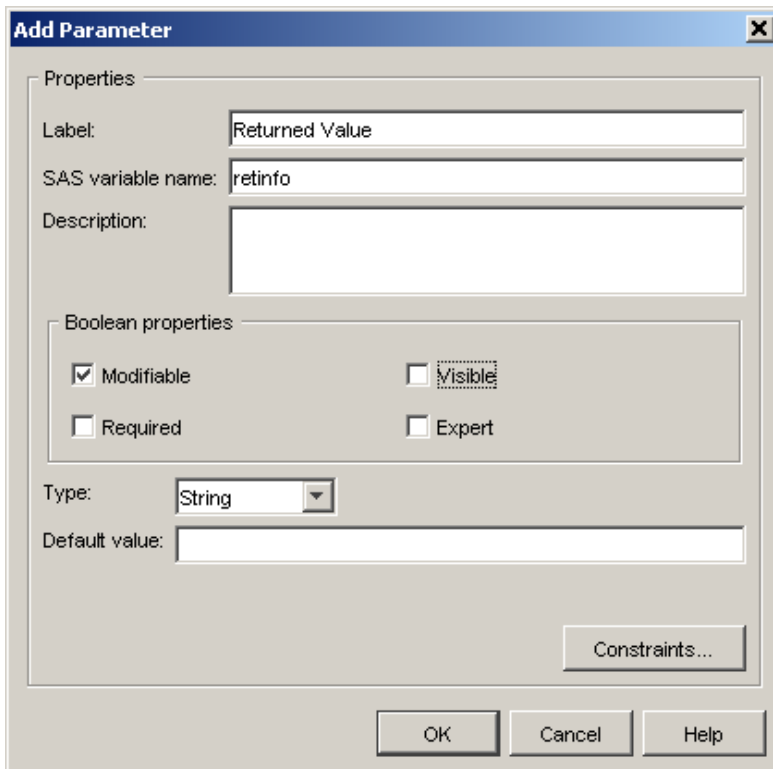 Add Parameter
Properties
Label: Returned Value
SAS variable name: retinfo
Description:
Boolean properties
Modifiable Visible
Required Expert
Type: String
Default value:
Constraints...
OK Cancel Help